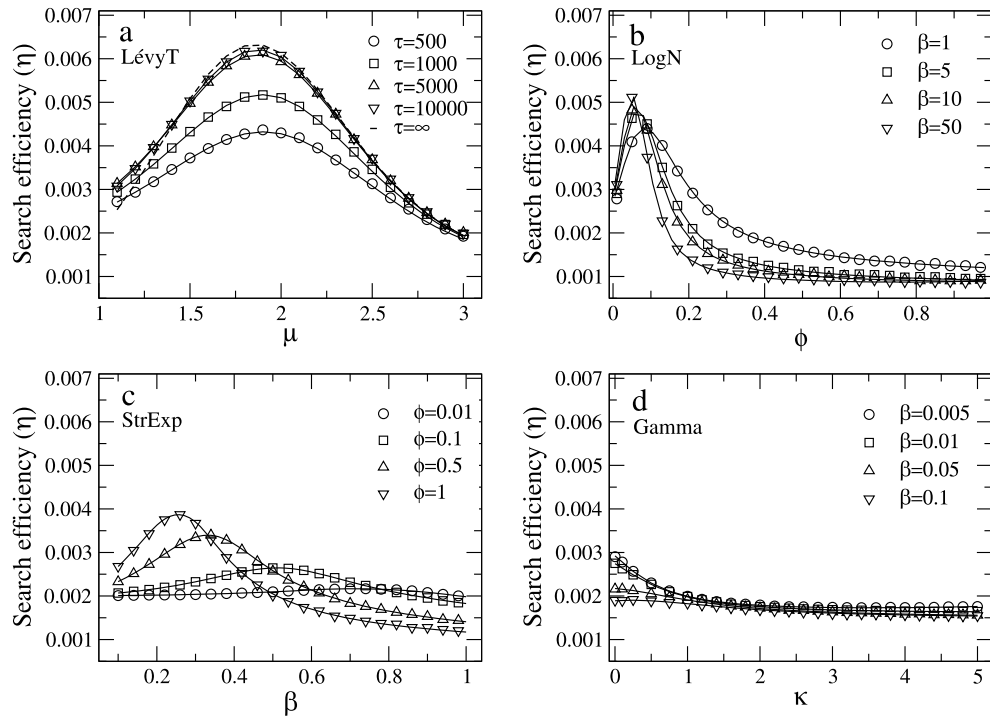 a
LévyT
τ=500
τ=1000
τ=5000
τ=10000
τ=∞
0.007
0.006
0.005
0.004
0.003
0.002
0.001
Search efficiency (η)
1
1.5
2
2.5
3
μ
b
LogN
β=1
β=5
β=10
β=50
0.007
0.006
0.005
0.004
0.003
0.002
0.001
Search efficiency (η)
0
0.2
0.4
0.6
0.8
ϕ
c
StrExp
ϕ=0.01
ϕ=0.1
ϕ=0.5
ϕ=1
0.007
0.006
0.005
0.004
0.003
0.002
0.001
Search efficiency (η)
0.2
0.4
0.6
0.8
1
β
d
Gamma
β=0.005
β=0.01
β=0.05
β=0.1
0.007
0.006
0.005
0.004
0.003
0.002
0.001
Search efficiency (η)
0
1
2
3
4
5
κ